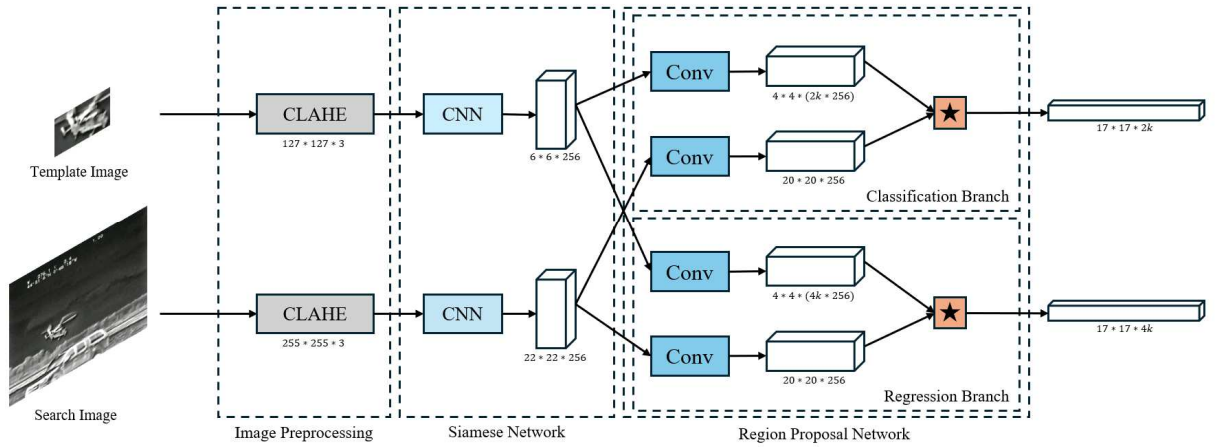 Template Image
CLAHE
127 * 127 * 3
CNN
6 * 6 * 256
Conv
4 * 4 * (2k * 256)
Conv
20 * 20 * 256
★
17 * 17 * 2k
Classification Branch
Search Image
CLAHE
255 * 255 * 3
CNN
22 * 22 * 256
Conv
4 * 4 * (4k * 256)
Conv
20 * 20 * 256
★
17 * 17 * 4k
Regression Branch
Image Preprocessing
Siamese Network
Region Proposal Network